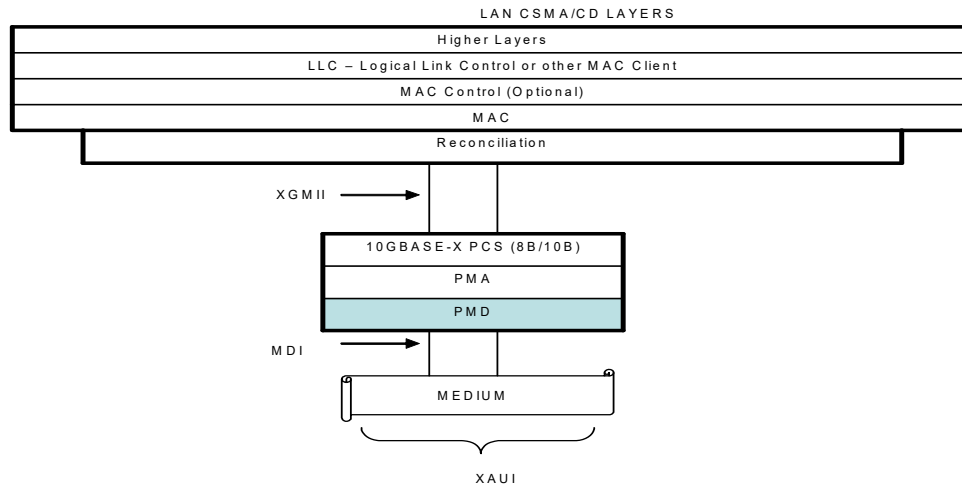 LAN CSMA/CD LAYERS
Higher Layers
LLC – Logical Link Control or other MAC Client
MAC Control (Optional)
MAC
Reconciliation
XGMII
10GBASE-X PCS (8B/10B)
PMA
PMD
MDI
MEDIUM
XAUI